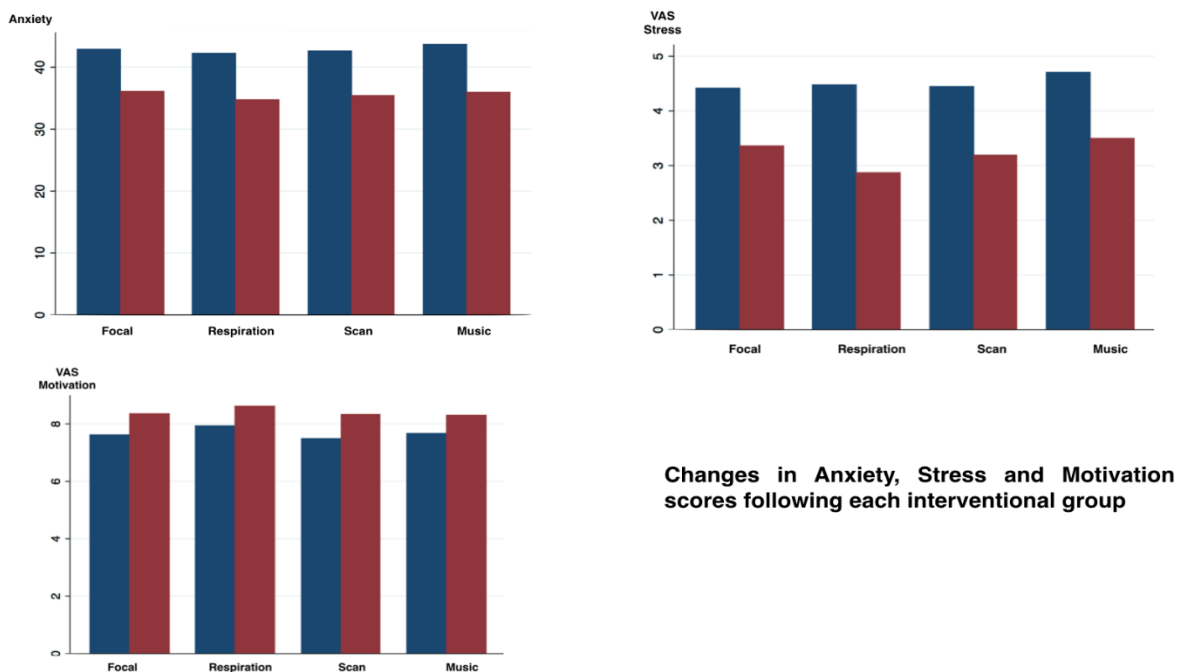 Anxiety
40
30
20
10
0
Focal Respiration Scan Music
VAS
Stress
5
4
3
2
1
0
Focal Respiration Scan Music
VAS
Motivation
8
6
4
2
0
Focal Respiration Scan Music
Changes in Anxiety, Stress and Motivation
scores following each interventional group